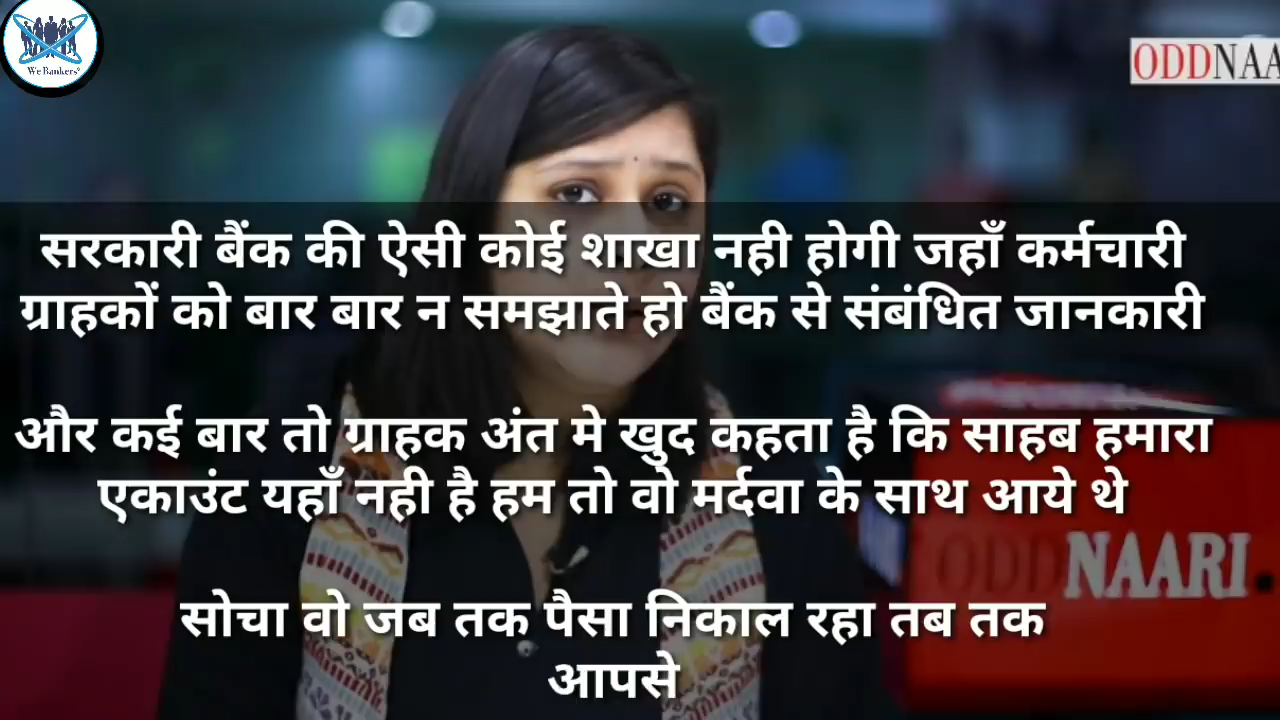 We Bankers
ODDNAA
सरकारी बैंक की ऐसी कोई शाखा नही होगी जहाँ कर्मचारी
ग्राहकों को बार बार न समझाते हो बैंक से संबंधित जानकारी
और कई बार तो ग्राहक अंत मे खुद कहता है कि साहब हमारा
एकाउंट यहाँ नही है हम तो वो मर्दवा के साथ आये थे
ODDNAARI.
सोचा वो जब तक पैसा निकाल रहा तब तक
आपसे